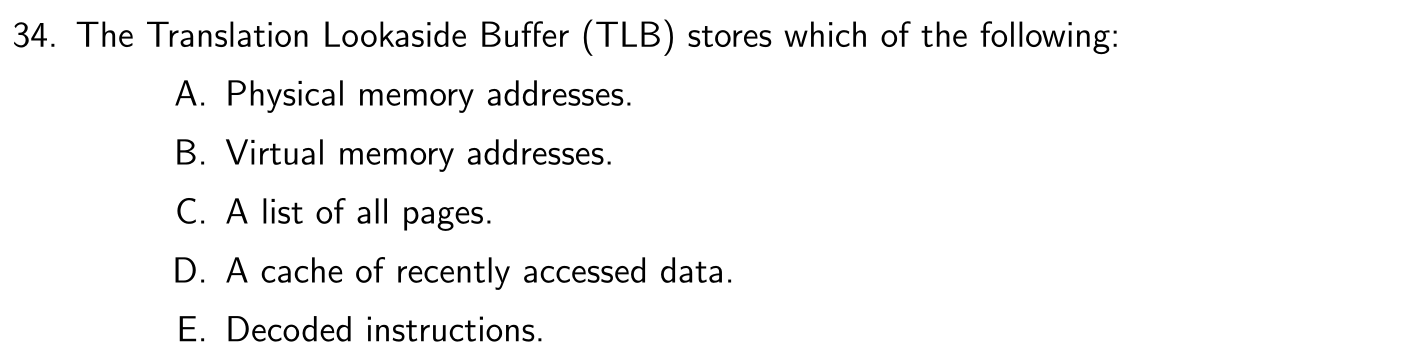 34. The Translation Lookaside Buffer (TLB) stores which of the following:
A. Physical memory addresses.
B. Virtual memory addresses.
C. A list of all pages.
D. A cache of recently accessed data.
E. Decoded instructions.